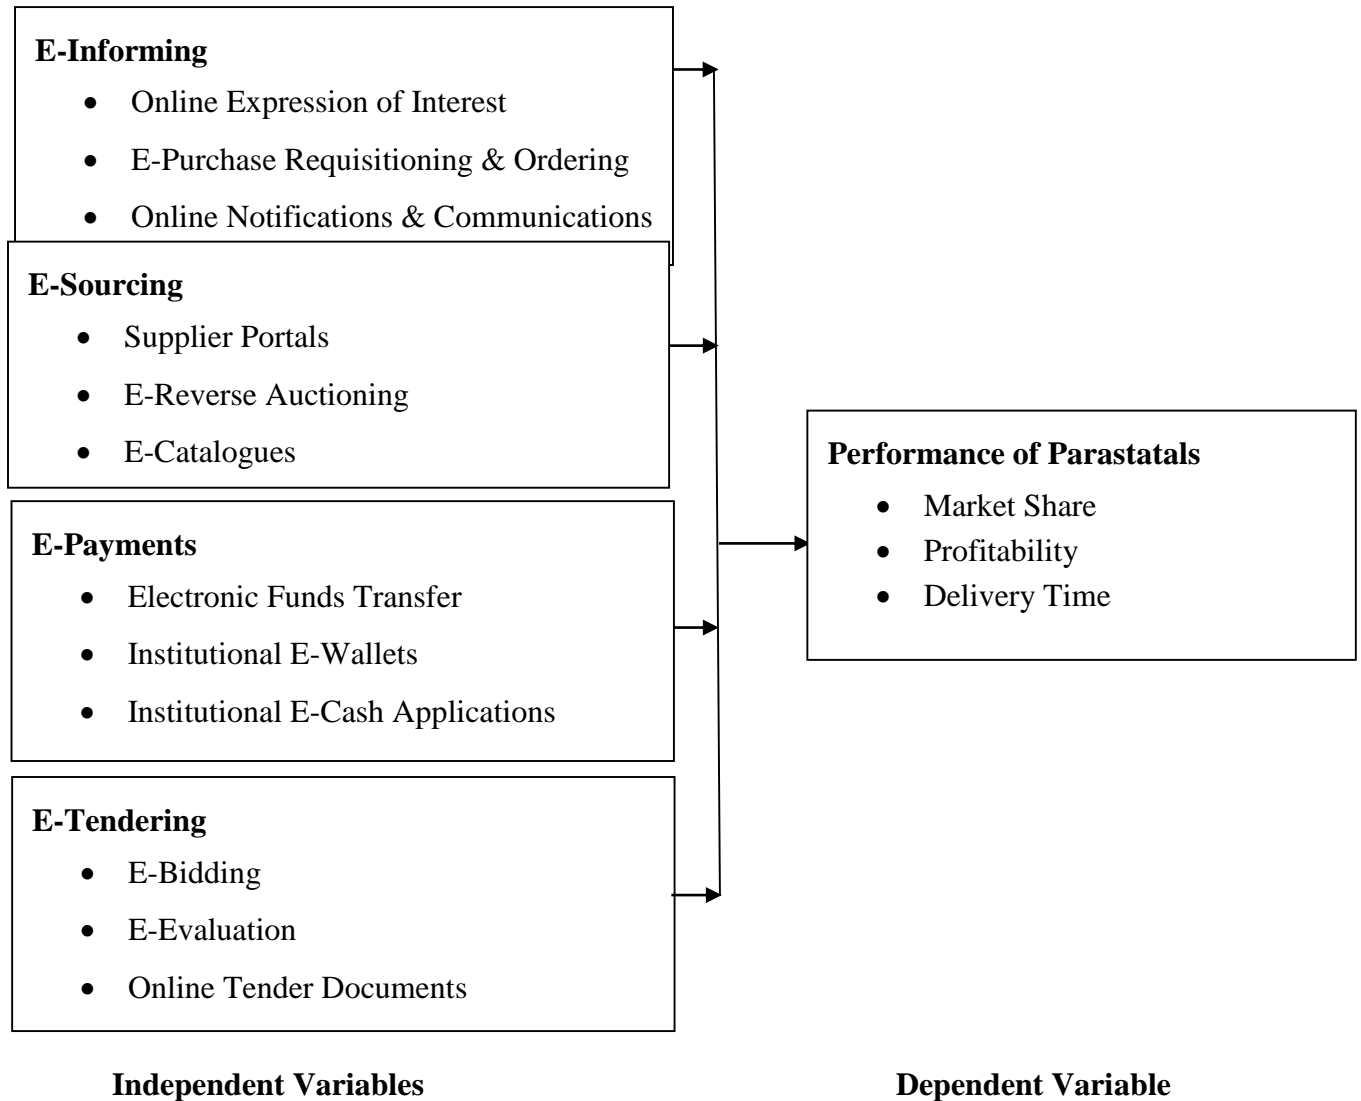 E-Informing
• Online Expression of Interest
• E-Purchase Requisitioning & Ordering
• Online Notifications & Communications
E-Sourcing
• Supplier Portals
• E-Reverse Auctioning
• E-Catalogues
E-Payments
• Electronic Funds Transfer
• Institutional E-Wallets
• Institutional E-Cash Applications
E-Tendering
• E-Bidding
• E-Evaluation
• Online Tender Documents
Independent Variables
Performance of Parastatals
• Market Share
• Profitability
• Delivery Time
Dependent Variable